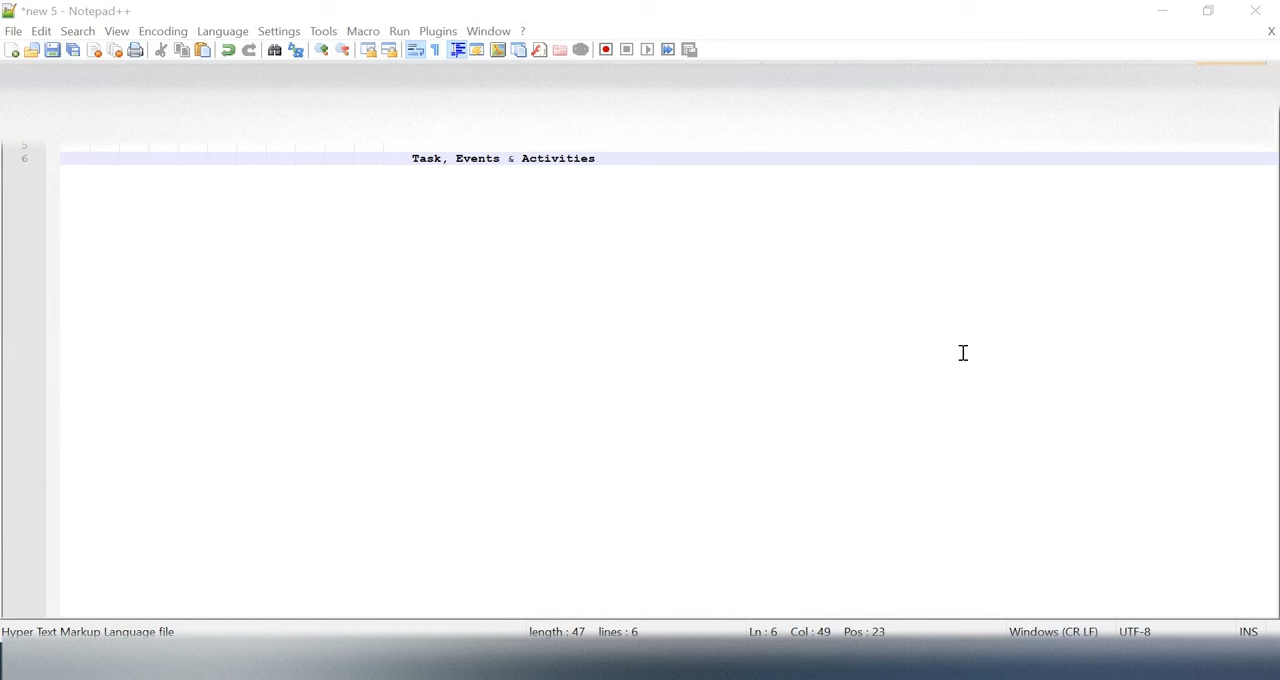 *new 5 - Notepad++
File Edit Search View Encoding Language Settings Tools Macro Run Plugins Window ? X
5
6 Task, Events & Activities
Hyper Text Markup Language file length : 47 lines : 6 Ln : 6 Col : 49 Pos : 23 Windows (CR LF) UTF-8 INS